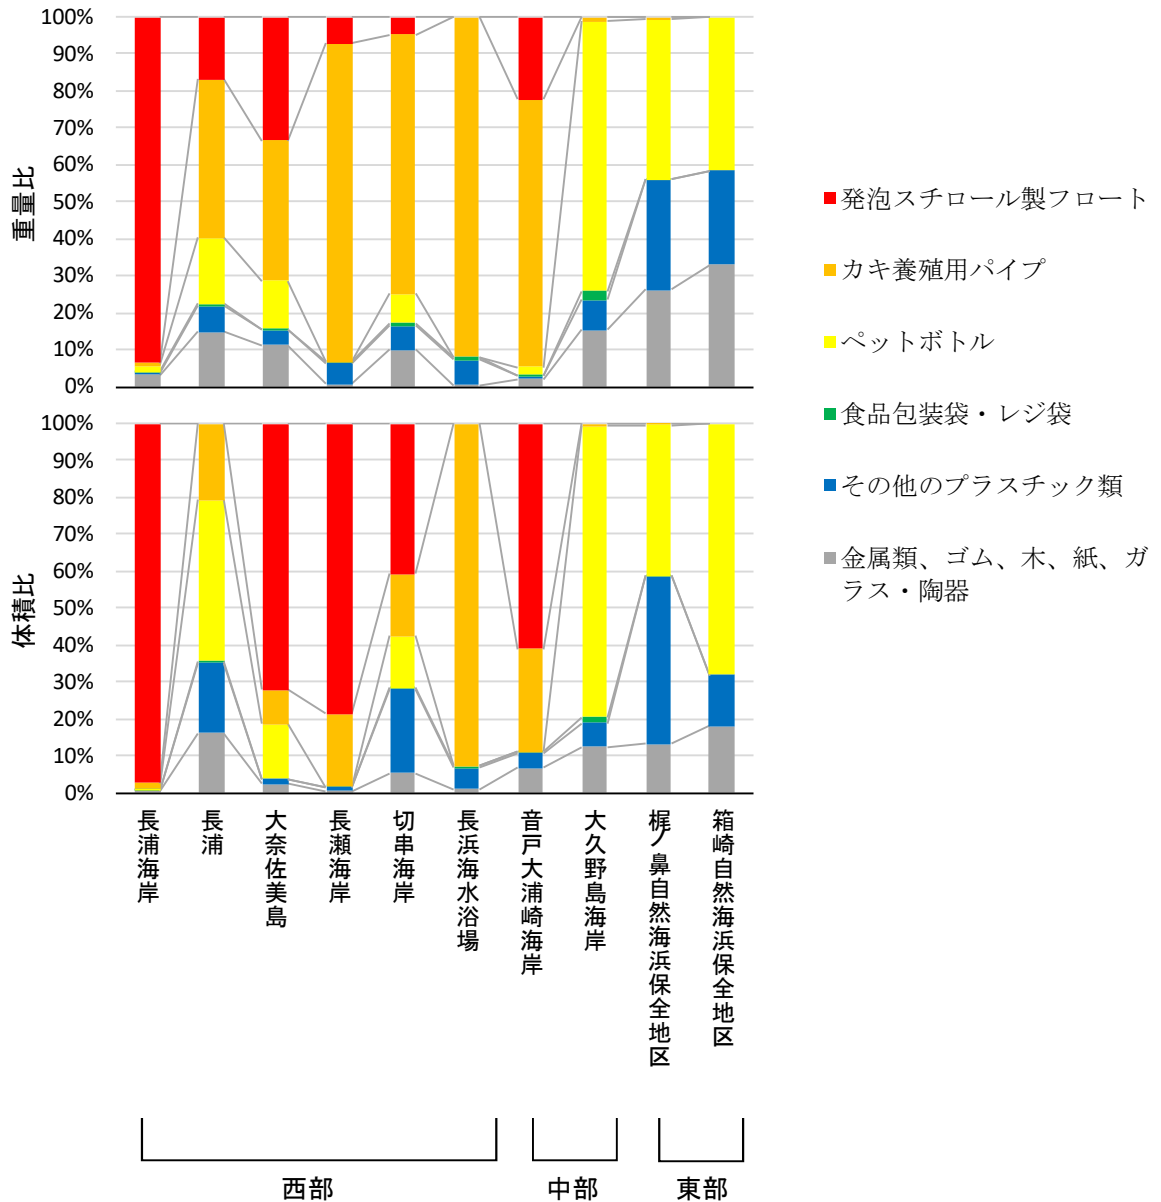 100%
90%
80%
70%
60%
50%
40%
30%
20%
10%
0%
重量比
100%
90%
80%
70%
60%
50%
40%
30%
20%
10%
0%
体積比
発泡スチロール製フロート
カキ養殖用パイプ
ペットボトル
食品包装袋・レジ袋
その他のプラスチック類
金属類、ゴム、木、紙、ガ
ラス・陶器
長浦海岸
長浦
大奈佐美島
長瀬海岸
切串海岸
長浜海水浴場
音戸大浦崎海岸
大久野島海岸
梶ノ鼻自然海浜保全地区
箱崎自然海浜保全地区
西部
中部
東部